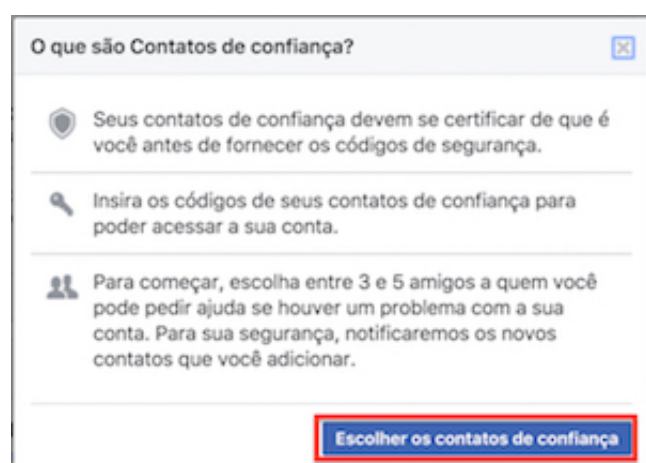 O que são Contatos de confiança?
Seus contatos de confiança devem se certificar de que é
você antes de fornecer os códigos de segurança.
Insira os códigos de seus contatos de confiança para
poder acessar a sua conta.
Para começar, escolha entre 3 e 5 amigos a quem você
pode pedir ajuda se houver um problema com a sua
conta. Para sua segurança, notificaremos os novos
contatos que você adicionar.
Escolher os contatos de confiança